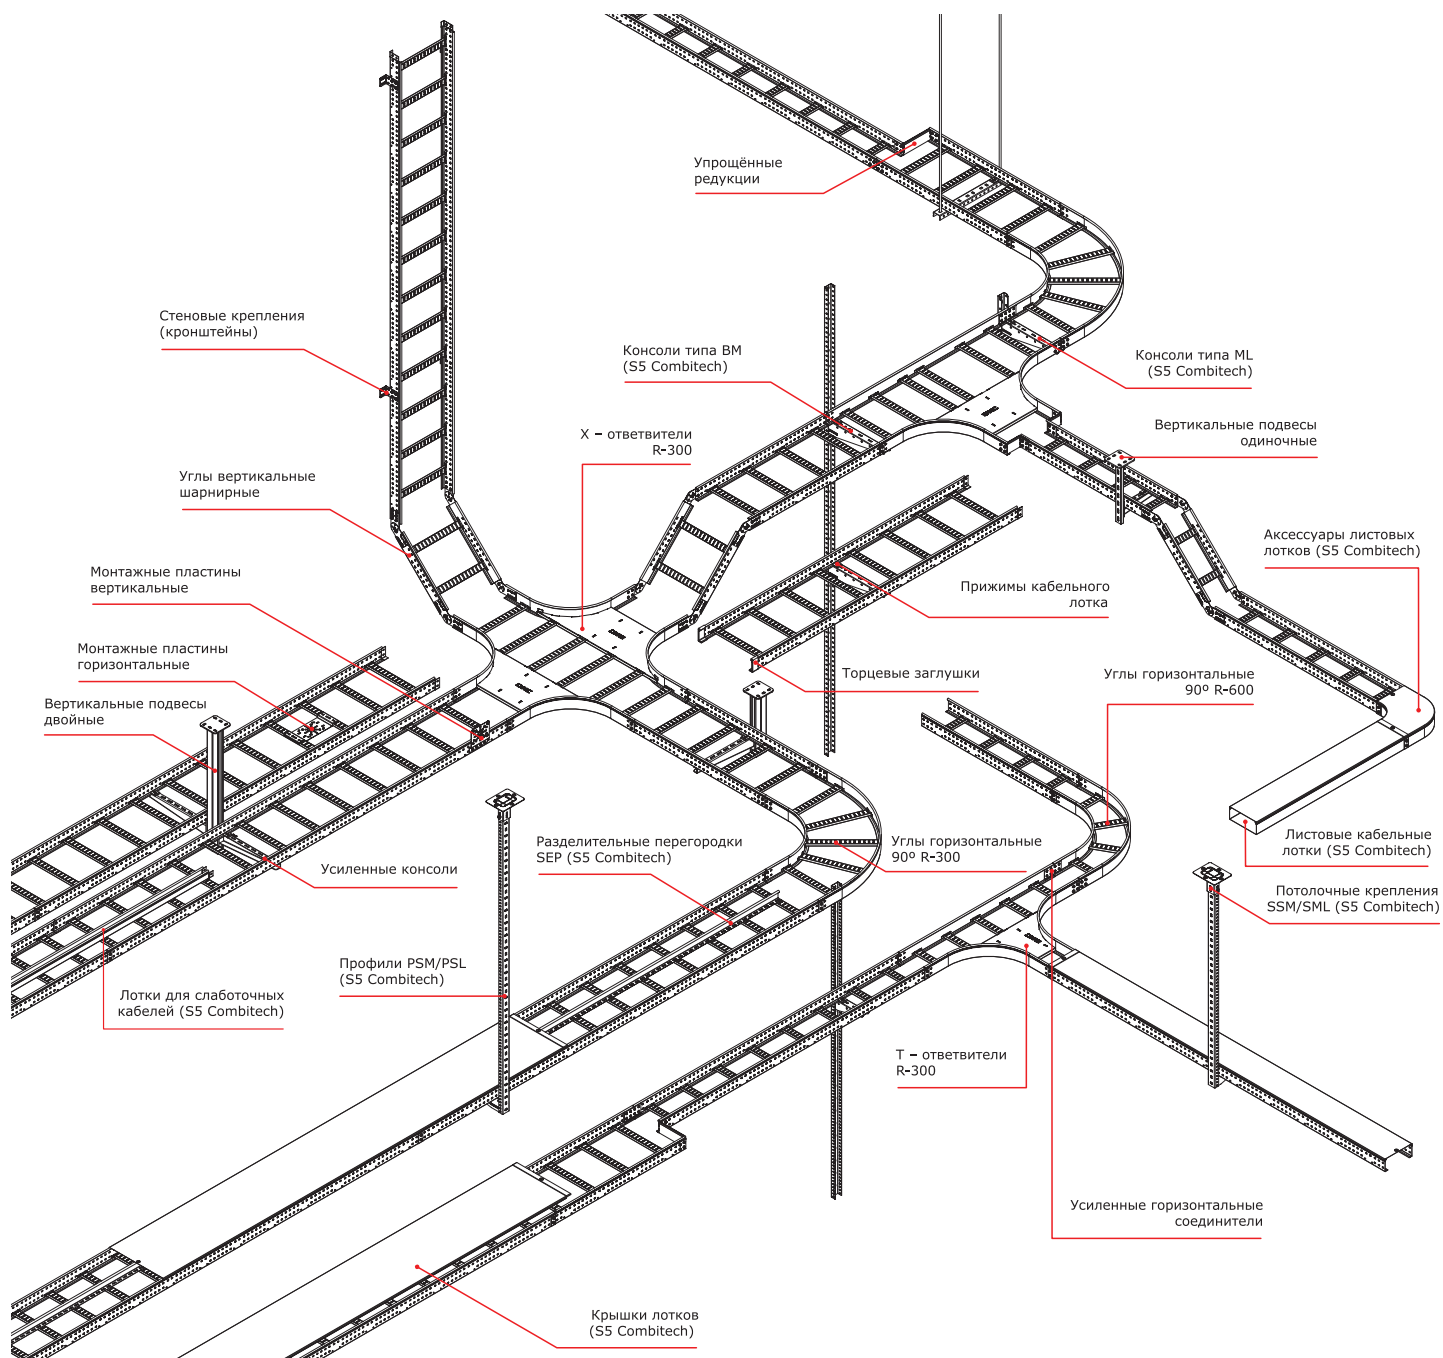 Упрощённые
редукции
Стеновые крепления
(кронштейны)
Консоли типа BM
(S5 Combitech)
Консоли типа ML
(S5 Combitech)
X – ответвители
R-300
Вертикальные подвесы
одиночные
Углы вертикальные
шарнирные
Аксессуары листовых
лотков (S5 Combitech)
Монтажные пластины
вертикальные
Прижимы кабельного
лотка
Монтажные пластины
горизонтальные
Торцевые заглушки
Углы горизонтальные
90º R-600
Вертикальные подвесы
двойные
Разделительные перегородки
SEP (S5 Combitech)
Углы горизонтальные
90º R-300
Листовые кабельные
лотки (S5 Combitech)
Усиленные консоли
Потолочные крепления
SSM/SML (S5 Combitech)
Профили PSM/PSL
(S5 Combitech)
Лотки для слаботочных
кабелей (S5 Combitech)
T – ответвители
R-300
Усиленные горизонтальные
соединители
Крышки лотков
(S5 Combitech)